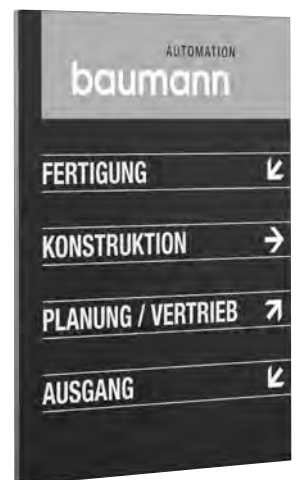 AUTOMATION
baumann
FERTIGUNG ↙
KONSTRUKTION →
PLANUNG / VERTRIEB ↗
AUSGANG ↙